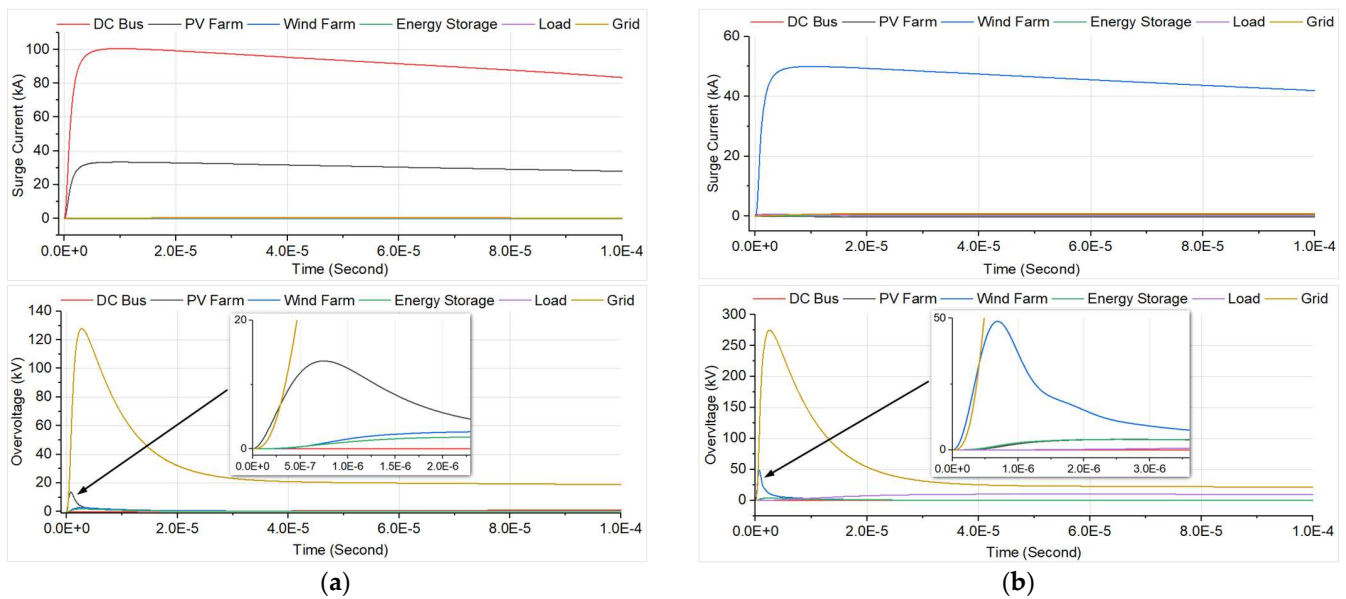 DC Bus PV Farm Wind Farm Energy Storage Load Grid
100
80
60
40
20
0
Surge Current (kA)
0.0E+0 2.0E-5 4.0E-5 6.0E-5 8.0E-5 1.0E-4
Time (Second)
DC Bus PV Farm Wind Farm Energy Storage Load Grid
140
120
100
80
60
40
20
0
Overvoltage (kV)
20
0
0.0E+0 5.0E-7 1.0E-6 1.5E-6 2.0E-6
0.0E+0 2.0E-5 4.0E-5 6.0E-5 8.0E-5 1.0E-4
Time (Second)
(a)
DC Bus PV Farm Wind Farm Energy Storage Load Grid
60
40
20
0
Surge Current (kA)
0.0E+0 2.0E-5 4.0E-5 6.0E-5 8.0E-5 1.0E-4
Time (Second)
DC Bus PV Farm Wind Farm Energy Storage Load Grid
300
250
200
150
100
50
0
Overvltage (kV)
50
0
0.0E+0 1.0E-6 2.0E-6 3.0E-6
0.0E+0 2.0E-5 4.0E-5 6.0E-5 8.0E-5 1.0E-4
Time (Second)
(b)